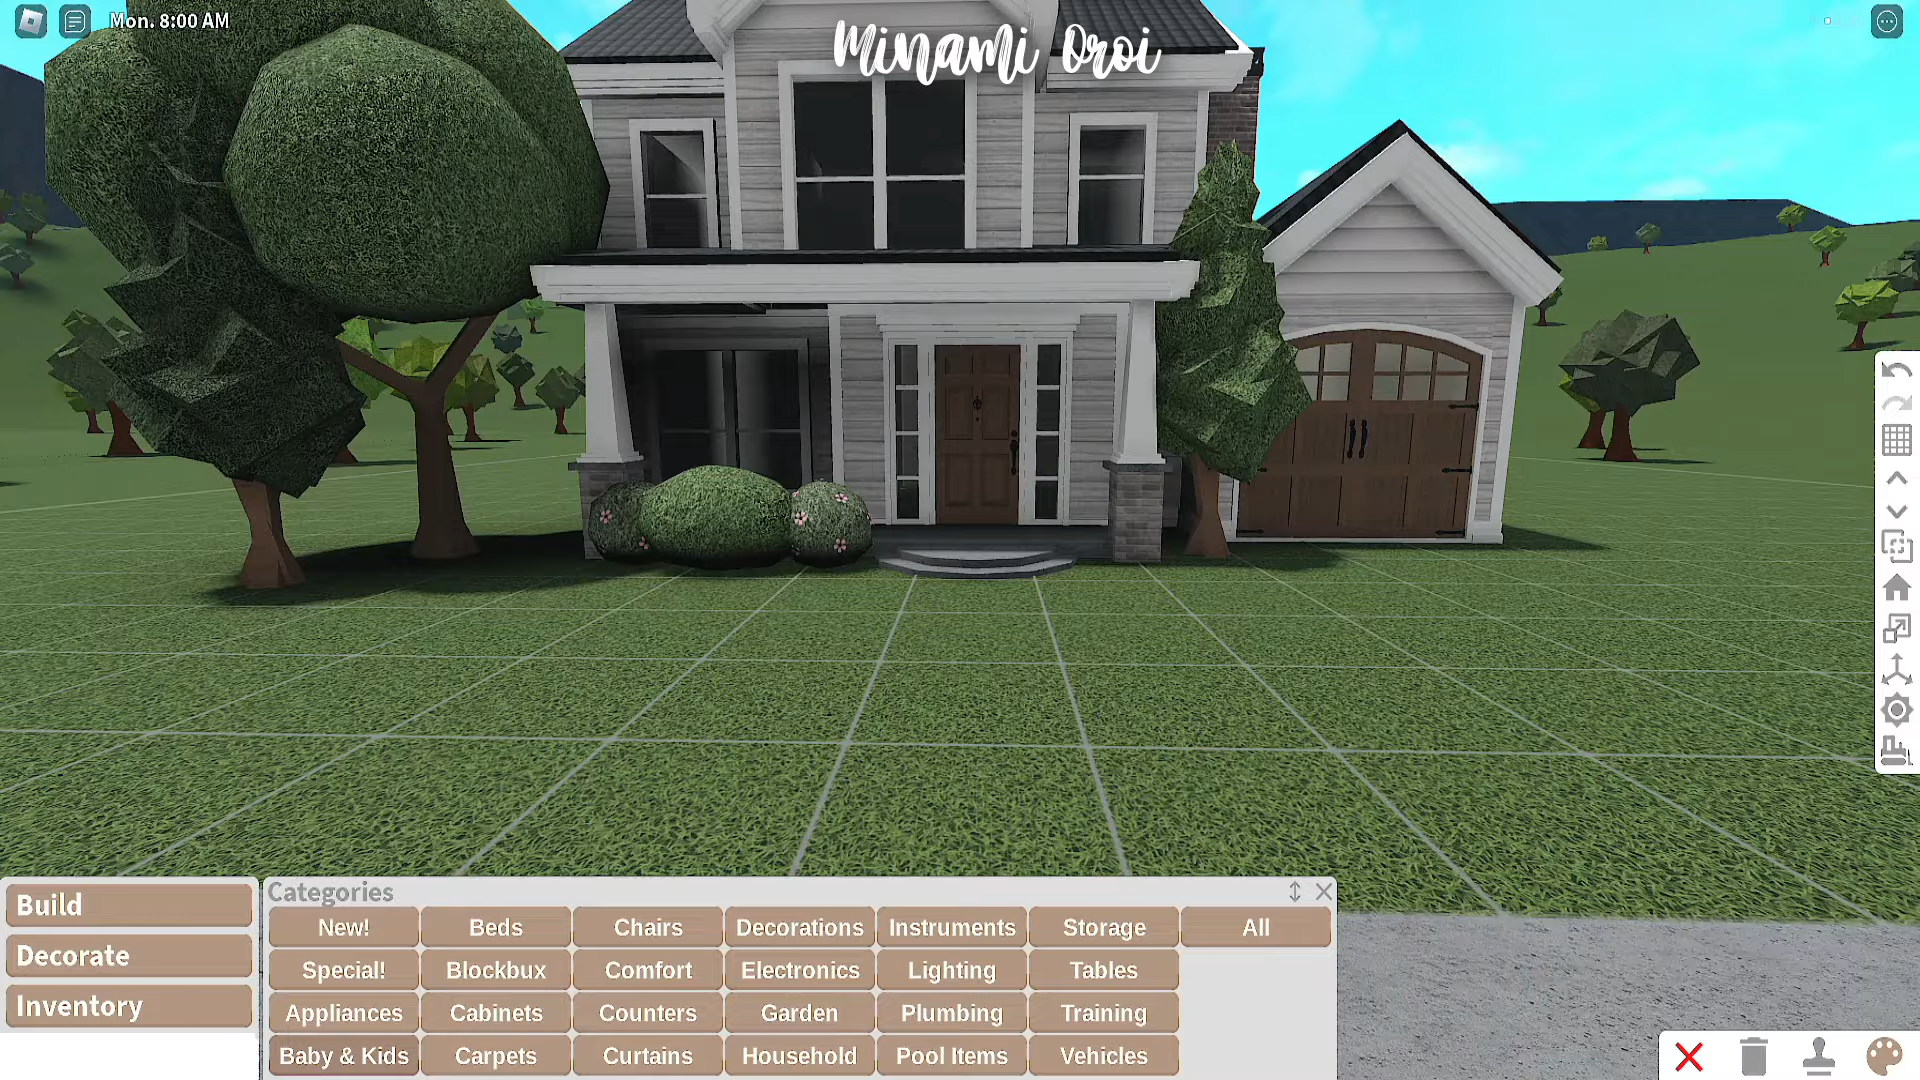 Mon. 8:00 AM
Minami Oroi
Build
Decorate
Inventory
Categories
New! Beds Chairs Decorations Instruments Storage All
Special! Blockbux Comfort Electronics Lighting Tables
Appliances Cabinets Counters Garden Plumbing Training
Baby & Kids Carpets Curtains Household Pool Items Vehicles